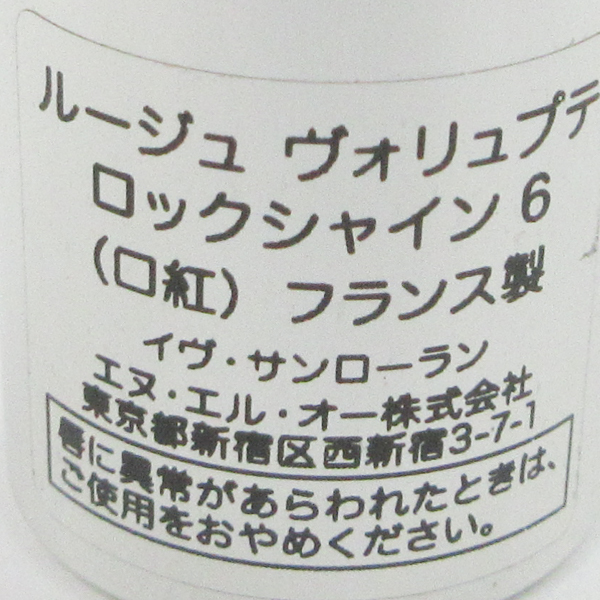 ルージュ ヴォリュプテ
ロックシャイン 6
(口紅) フランス製
イヴ・サンローラン
エヌ・エル・オー株式会社
東京都新宿区西新宿3-7-1
唇に異常があらわれたときは、
ご使用をおやめください。